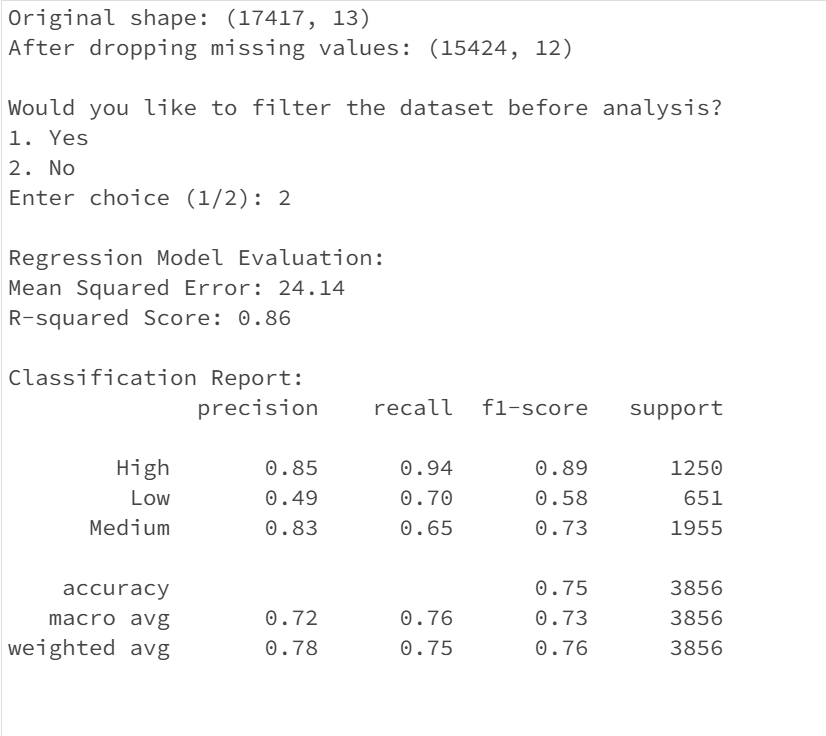 Original shape: (17417, 13)
After dropping missing values: (15424, 12)
Would you like to filter the dataset before analysis?
1. Yes
2. No
Enter choice (1/2): 2
Regression Model Evaluation:
Mean Squared Error: 24.14
R-squared Score: 0.86
Classification Report:
precision recall f1-score support
High 0.85 0.94 0.89 1250
Low 0.49 0.70 0.58 651
Medium 0.83 0.65 0.73 1955
accuracy 0.75 3856
macro avg 0.72 0.76 0.73 3856
weighted avg 0.78 0.75 0.76 3856